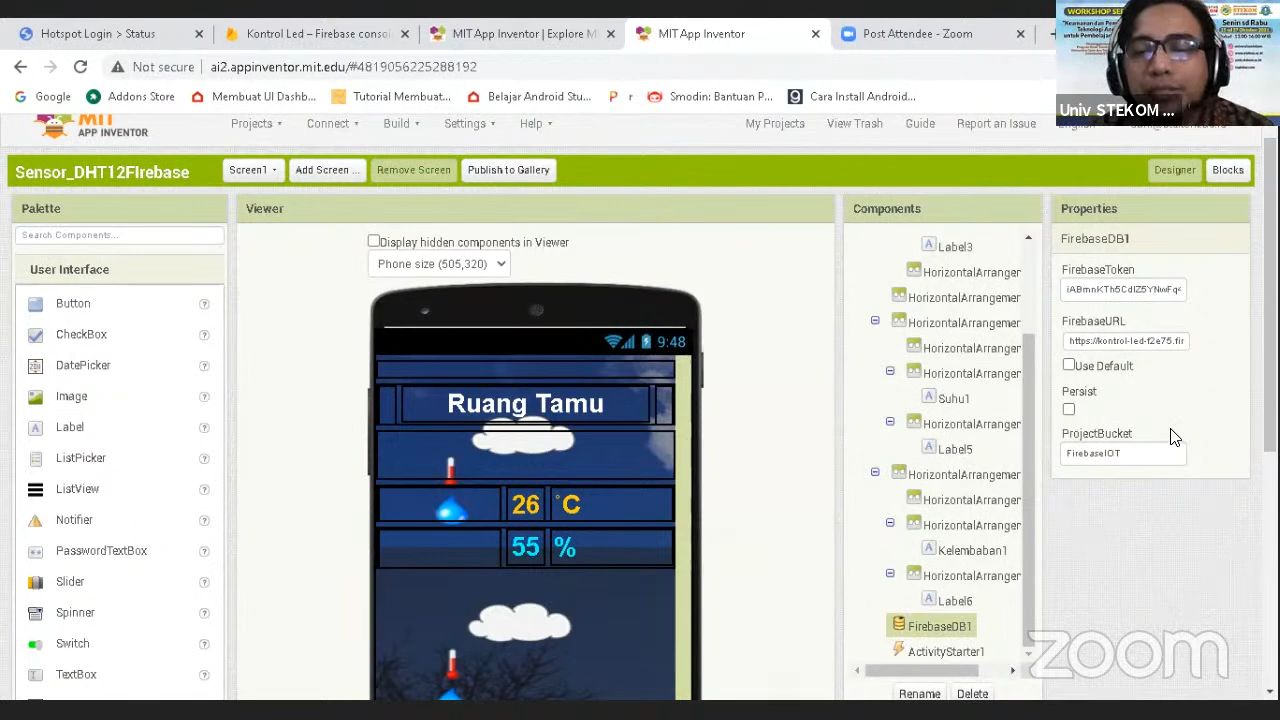 Hotspot Login > Status
Kontrol Led – Firebase
MIT App Inventor Explore M
MIT App Inventor
Post Attendee - Zoom
Not secure
ai2.appinventor.mit.edu
Google
Addons Store
Membuat UI Dashb...
Tutorial Membuat...
Belajar Android Stu...
Smodin: Bantuan P...
Cara Install Android...
WORKSHOP
Univ STEKOM ...
MIT
APP INVENTOR
Projects
Connect
Settings
Help
My Projects
View Trash
Guide
Report an Issue
English
Sensor_DHT12FIrebase
Screen1
Add Screen ...
Remove Screen
Publish to Gallery
Designer
Blocks
Palette
Search Components...
User Interface
Button
CheckBox
DatePicker
Image
Label
ListPicker
ListView
Notifier
PasswordTextBox
Slider
Spinner
Switch
TextBox
Viewer
Display hidden components in Viewer
Phone size (505,320)
9:48
Ruang Tamu
26 °C
55 %
Components
Label3
HorizontalArrangem
HorizontalArrangemer
HorizontalArrangemer
HorizontalArrangem
HorizontalArrangem
Suhu1
HorizontalArrangem
Label5
HorizontalArrangemer
HorizontalArrangem
HorizontalArrangem
Kelembaban1
HorizontalArrangem
Label6
FirebaseDB1
ActivityStarter1
Rename
Delete
Properties
FirebaseDB1
FirebaseToken
FirebaseURL
https://kontrol-led-f2e75.fir
Use Default
Persist
ProjectBucket
FirebaseIOT
zoom